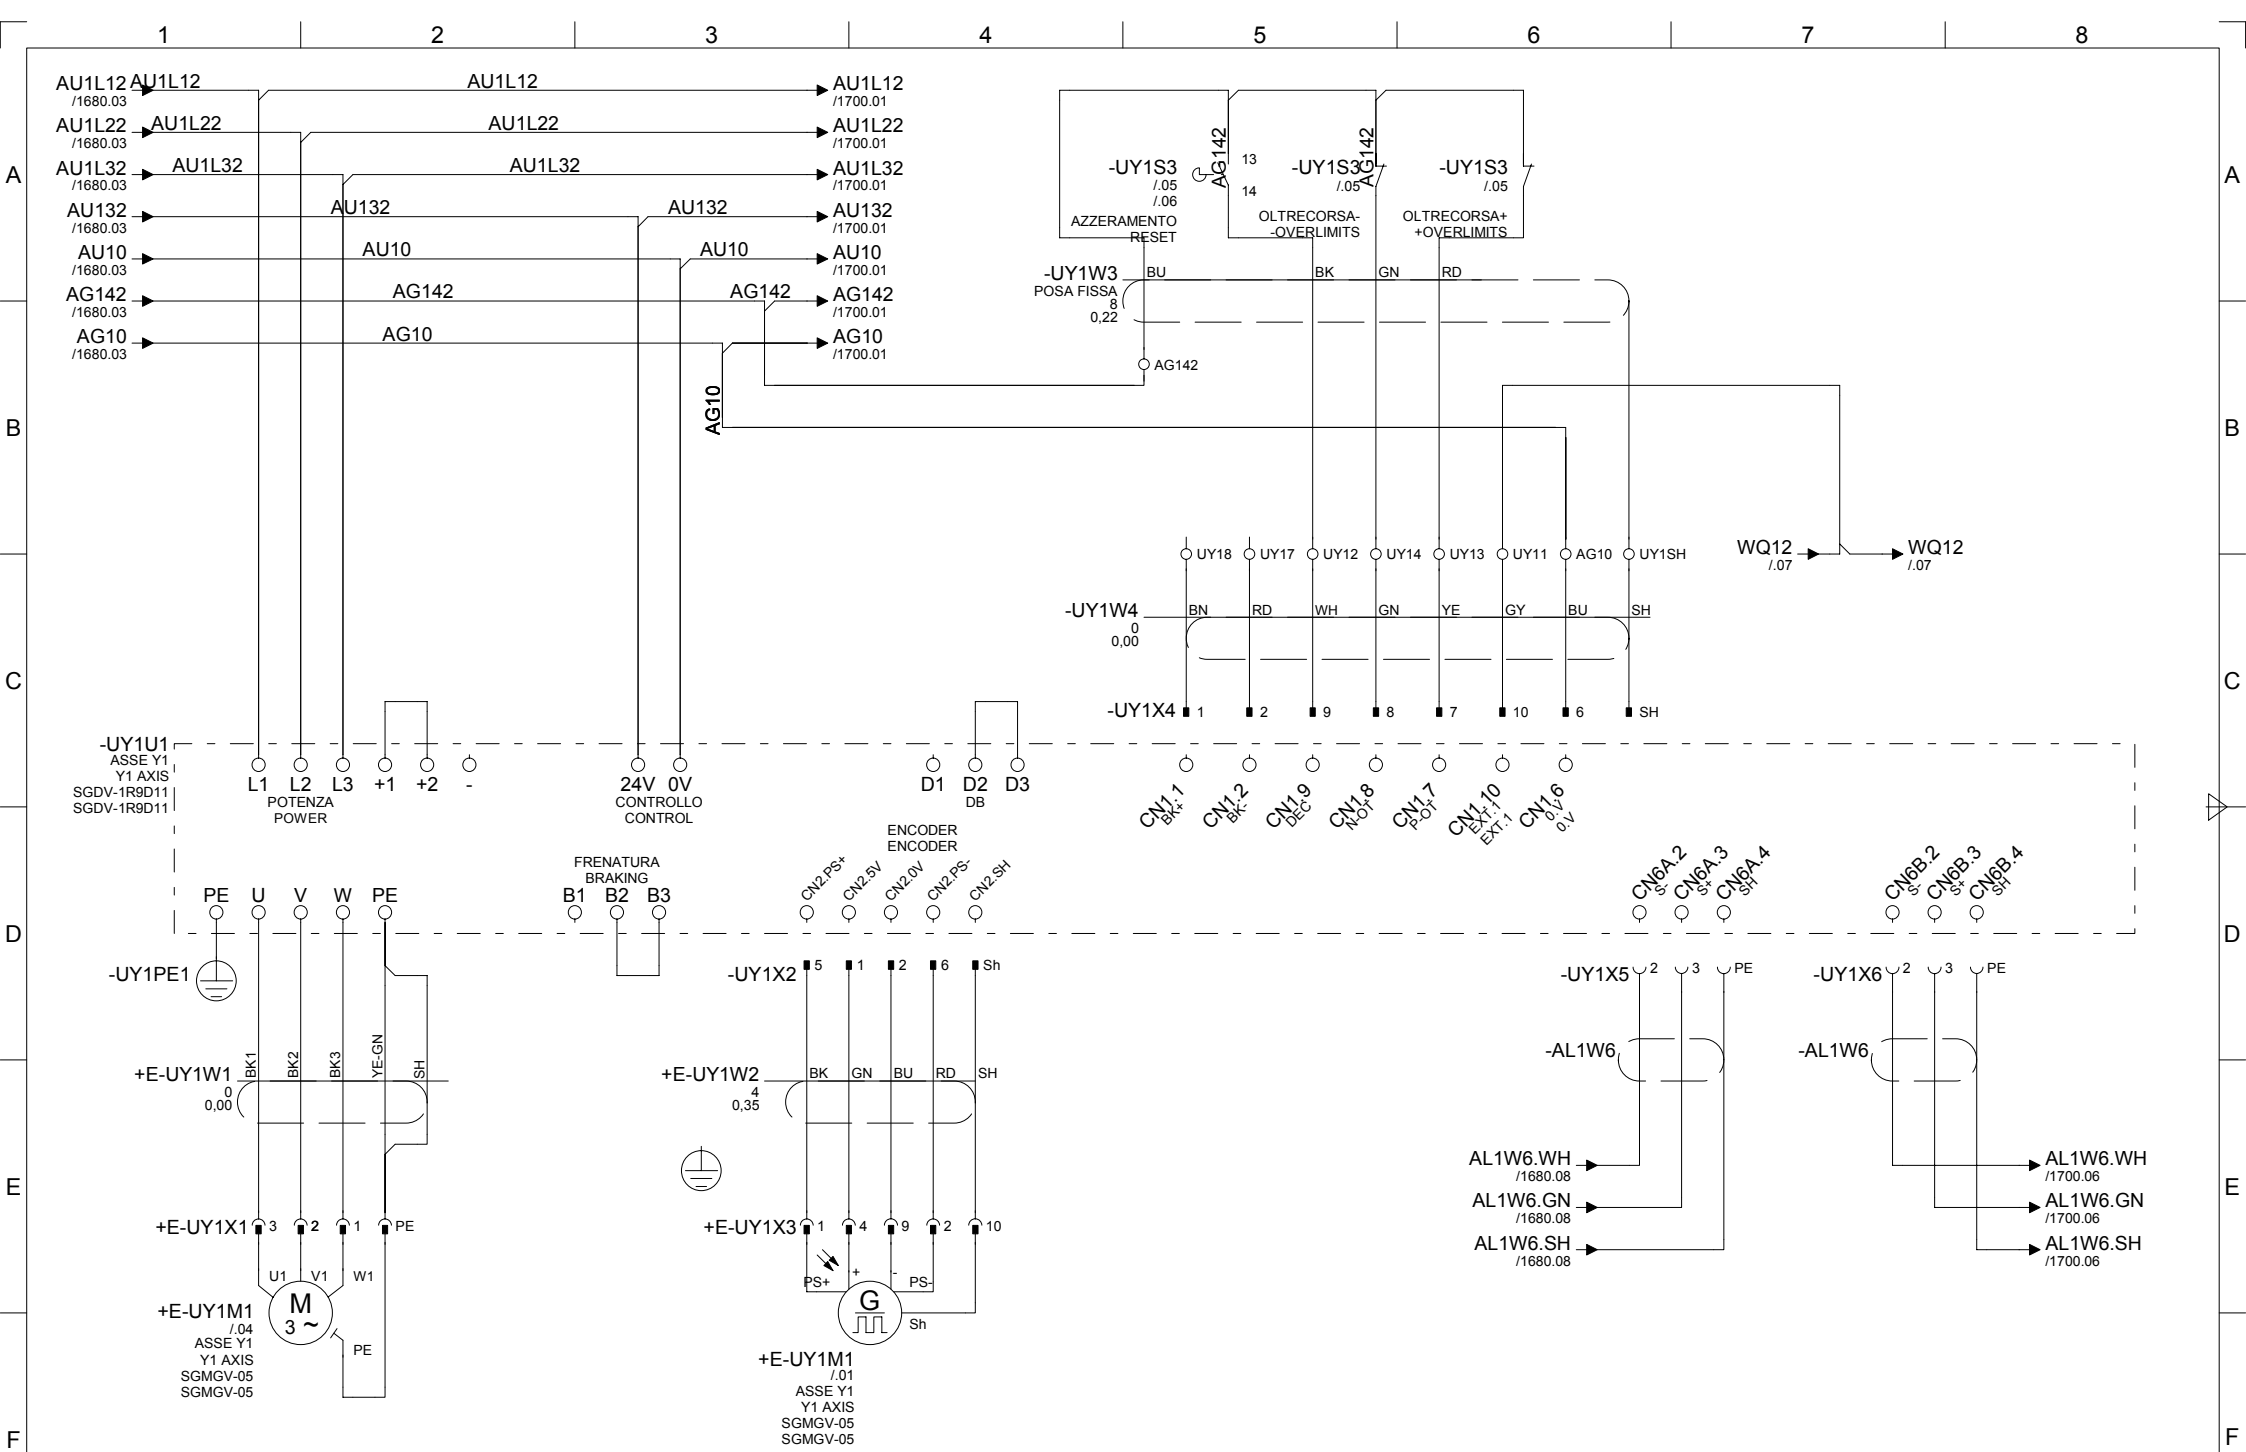 1 2 3 4 5 6 7 8
AU1L12 AU1L12 AU1L12 AU1L12
/1680.03 /1700.01
AU1L22 AU1L22 AU1L22 AU1L22
/1680.03 /1700.01
AU1L32 AU1L32 AU1L32 AU1L32
/1680.03 /1700.01
AU132 AU132 AU132 AU132
/1680.03 /1700.01
AU10 AU10 AU10 AU10
/1680.03 /1700.01
AG142 AG142 AG142 AG142
/1680.03 /1700.01
AG10 AG10 AG10
/1680.03 /1700.01
AG10
A A
-UY1S3
/.05
/.06
AZZERAMENTO
RESET
AG142
13
14
-UY1S3
/.05
OLTRECORSA-
-OVERLIMITS
AG142
-UY1S3
/.05
OLTRECORSA+
+OVERLIMITS
-UY1W3 BU BK GN RD
POSA FISSA
8
0,22
AG142
B B
UY18 UY17 UY12 UY14 UY13 UY11 AG10 UY1SH
WQ12 WQ12
/.07 /.07
-UY1W4 BN RD WH GN YE GY BU SH
0
0,00
C C
-UY1X4 1 2 9 8 7 10 6 SH
-UY1U1
ASSE Y1
Y1 AXIS
SGDV-1R9D11
SGDV-1R9D11
L1 L2 L3 +1 +2 -
POTENZA
POWER
24V 0V
CONTROLLO
CONTROL
D1 D2 D3
DB
CN1.1
BK+
CN1.2
BK-
CN1.9
DEC
CN1.8
N-OT
CN1.7
P-OT
CN1.10
EXT.1
EXT.1
CN1.6
0.V
0.V
ENCODER
ENCODER
FRENATURA
BRAKING
CN2.PS+ CN2.5V CN2.0V CN2.PS- CN2.SH
CN6A.2
S-
CN6A.3
S+
CN6A.4
SH
CN6B.2
S-
CN6B.3
S+
CN6B.4
SH
PE U V W PE
B1 B2 B3
D D
-UY1PE1
-UY1X2 5 1 2 6 Sh
-UY1X5 2 3 PE
-UY1X6 2 3 PE
-AL1W6 -AL1W6
+E-UY1W1 BK1 BK2 BK3 YE-GN SH
0
0,00
+E-UY1W2 BK GN BU RD SH
4
0,35
AL1W6.WH AL1W6.WH
/1680.08 /1700.06
E E
AL1W6.GN AL1W6.GN
/1680.08 /1700.06
AL1W6.SH AL1W6.SH
/1680.08 /1700.06
+E-UY1X1 3 2 1 PE
+E-UY1X3 1 4 9 2 10
U1 V1 W1
PS+ + - PS-
M
3 ~
G
Sh
PE
+E-UY1M1
/.04
ASSE Y1
Y1 AXIS
SGMGV-05
SGMGV-05
+E-UY1M1
/.01
ASSE Y1
Y1 AXIS
SGMGV-05
SGMGV-05
F F